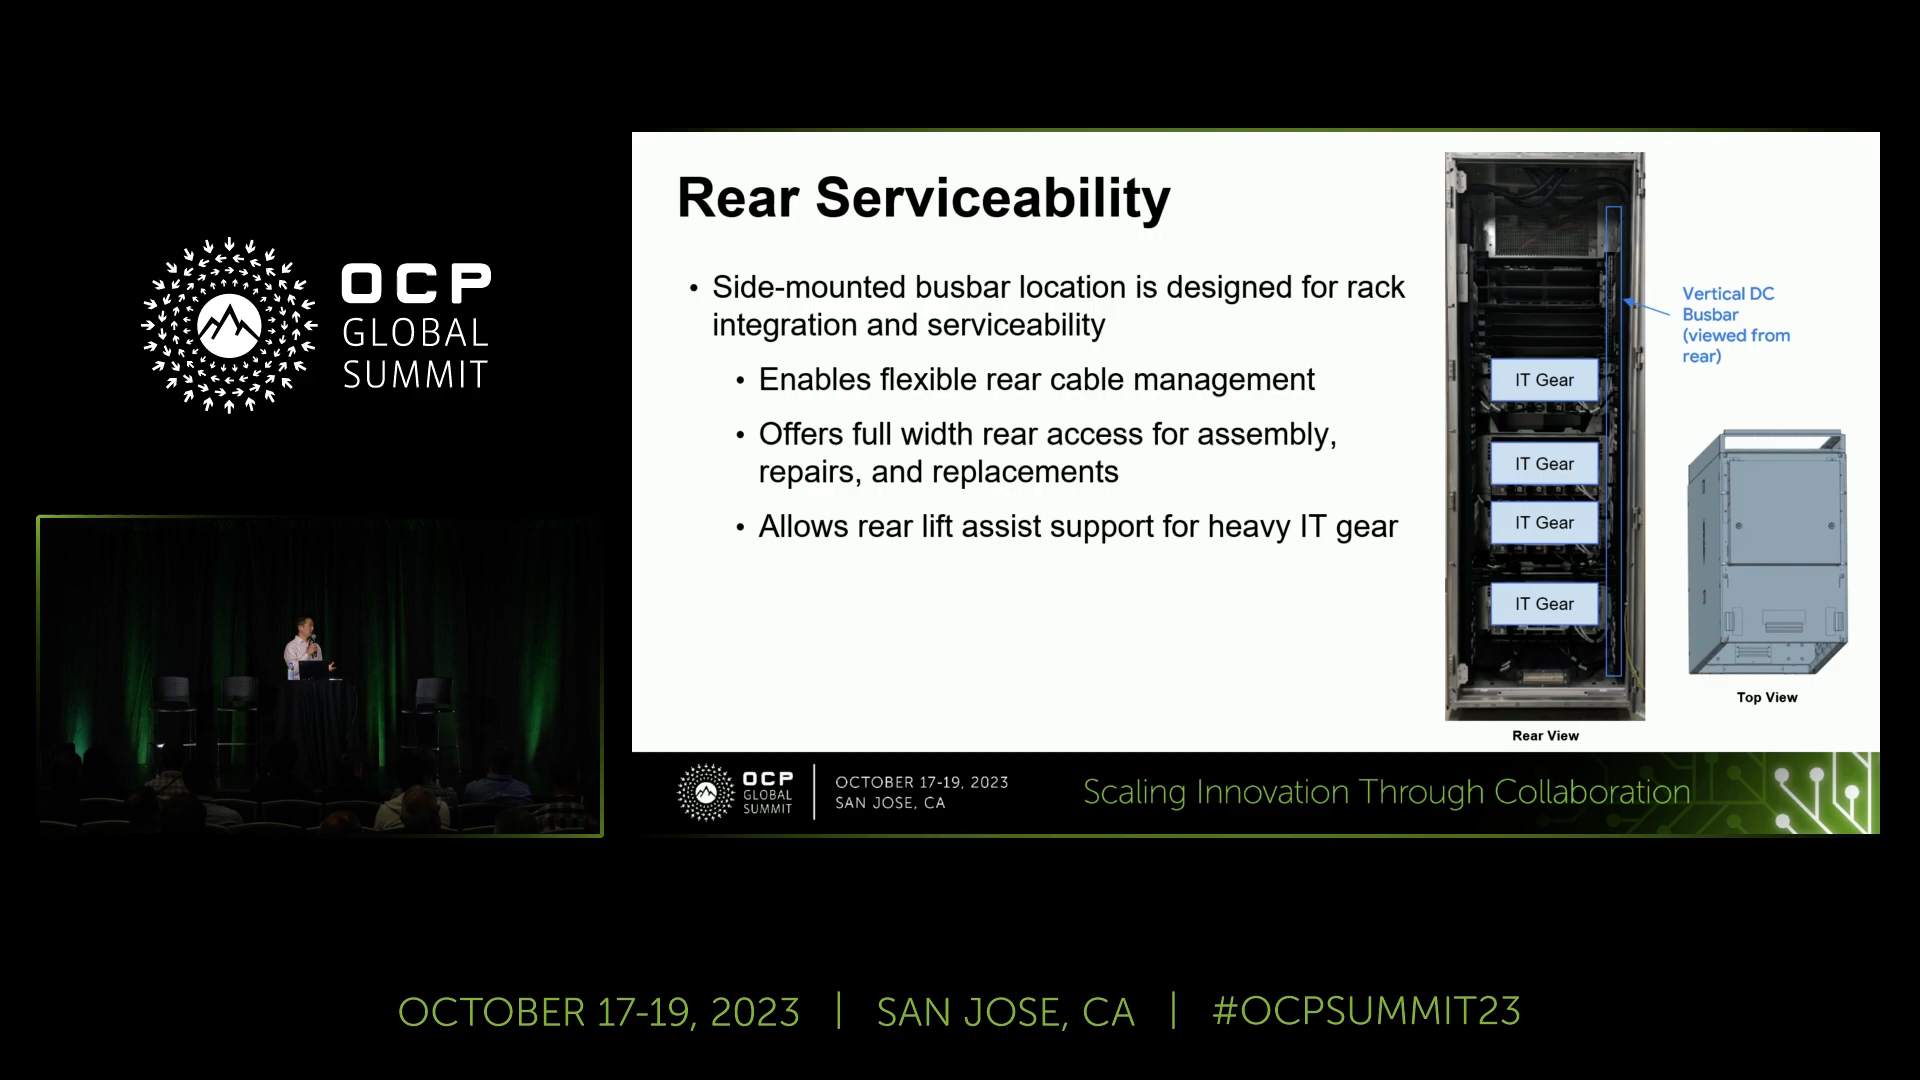 OCP
GLOBAL
SUMMIT
Rear Serviceability
• Side-mounted busbar location is designed for rack
integration and serviceability
• Enables flexible rear cable management
• Offers full width rear access for assembly,
repairs, and replacements
• Allows rear lift assist support for heavy IT gear
IT Gear
IT Gear
IT Gear
IT Gear
Rear View
Vertical DC
Busbar
(viewed from
rear)
Top View
OCP
GLOBAL
SUMMIT
OCTOBER 17-19, 2023
SAN JOSE, CA
Scaling Innovation Through Collaboration
OCTOBER 17-19, 2023 | SAN JOSE, CA | #OCPSUMMIT23